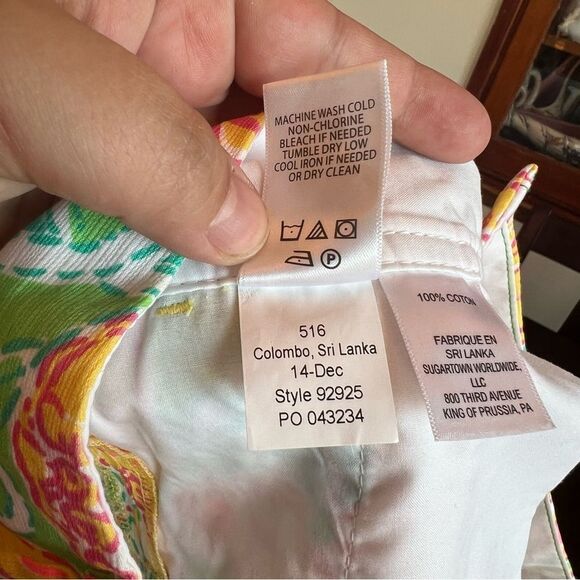 MACHINE WASH COLD
NON-CHLORINE
BLEACH IF NEEDED
TUMBLE DRY LOW
COOL IRON IF NEEDED
OR DRY CLEAN
P
516
Colombo, Sri Lanka
14-Dec
Style 92925
PO 043234
100% COTON
FABRIQUE EN
SRI LANKA
SUGARTOWN WORLDWIDE,
LLC
800 THIRD AVENUE
KING OF PRUSSIA, PA